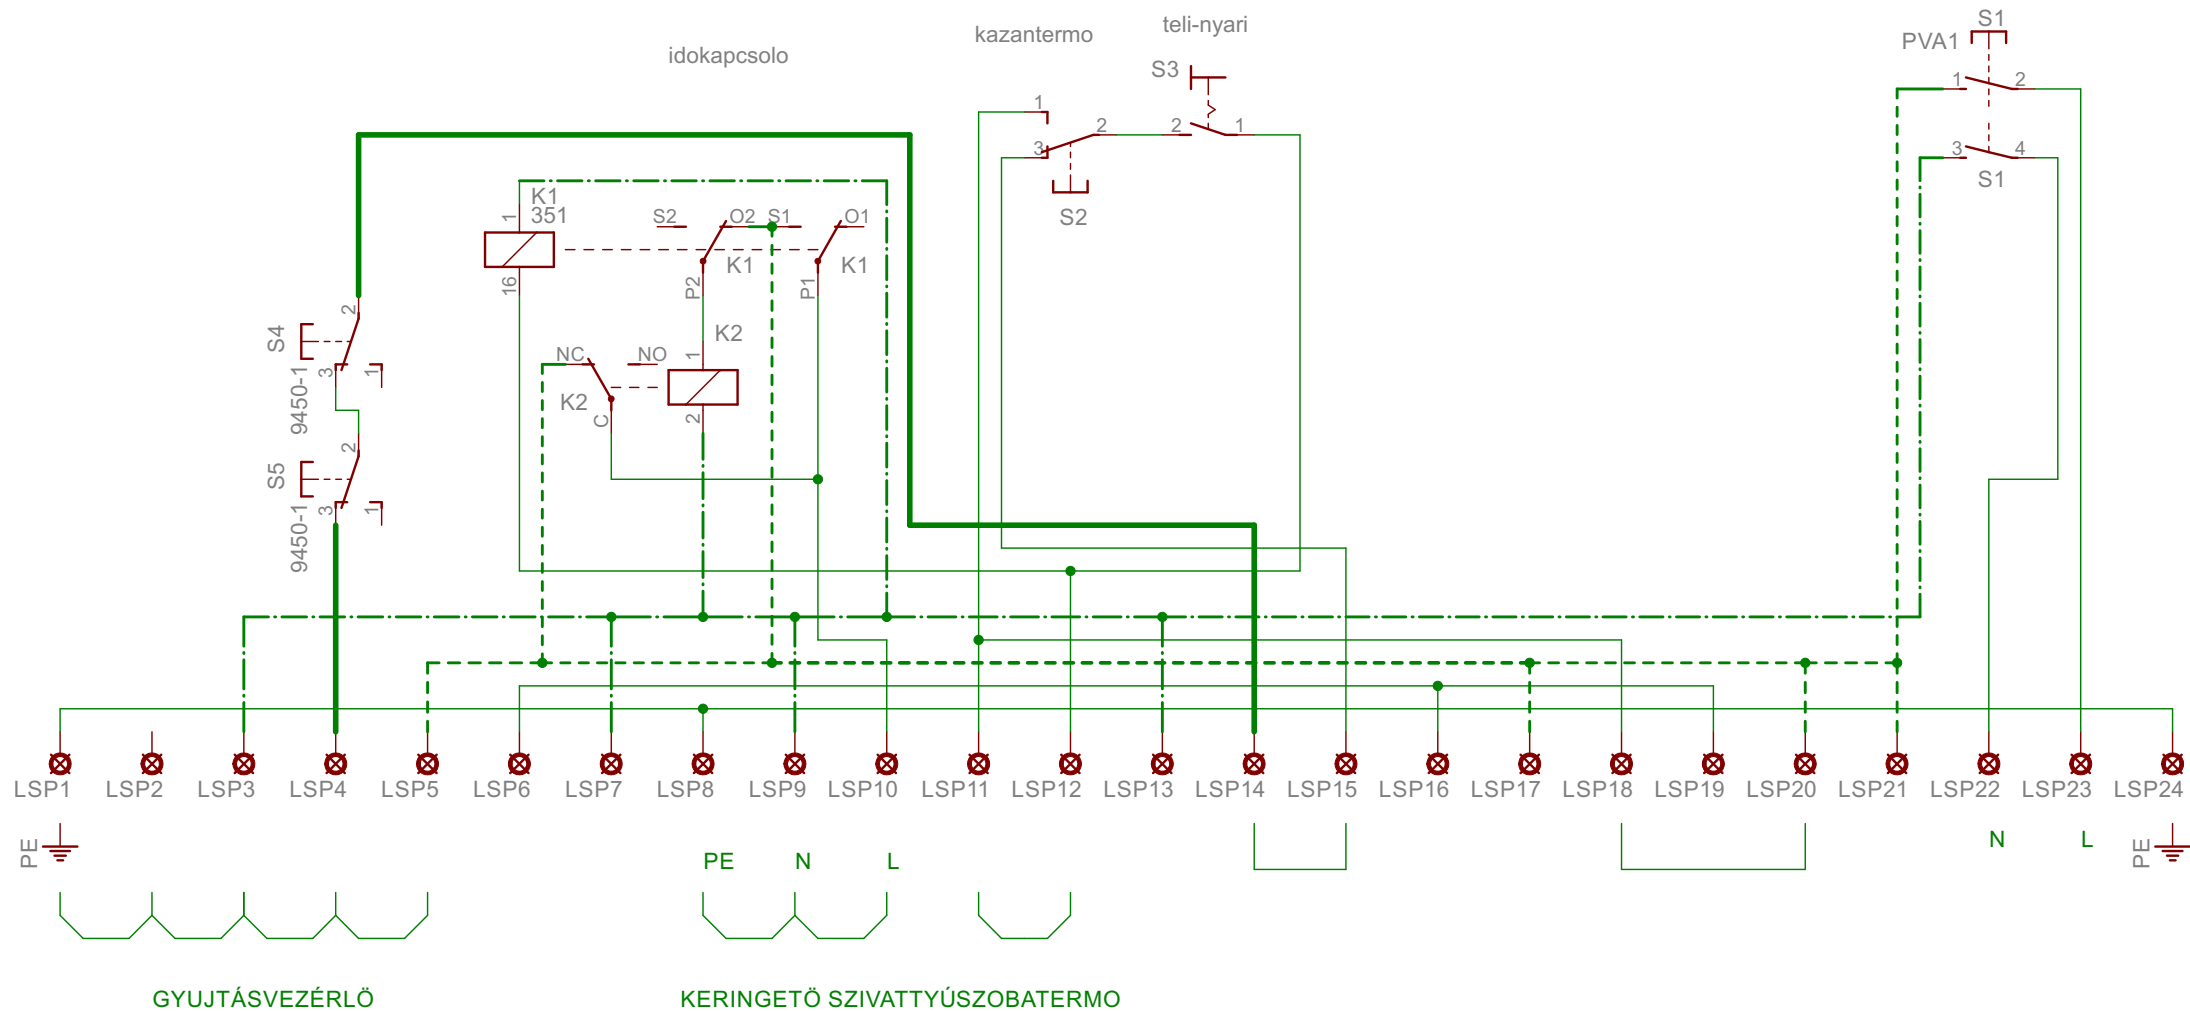 S1
teli-nyari
kazantermo
PVA1
idokapcsolo
S3
1 2
1
2 2 1
3
3 4
S1
K1
351
1
S2 O2 S1 O1
S2
K1 K1
16
P2
P1
2
S4
K2
NC NO
1
3
1
9450-1
K2
C
2
2
S5
3
1
9450-1
LSP1 LSP2 LSP3 LSP4 LSP5 LSP6 LSP7 LSP8 LSP9 LSP10 LSP11 LSP12 LSP13 LSP14 LSP15 LSP16 LSP17 LSP18 LSP19 LSP20 LSP21 LSP22 LSP23 LSP24
PE
N L
PE
PE N L
GYUJTÁSVEZÉRLÖ
KERINGETÖ SZIVATTYÚSZOBATERMO